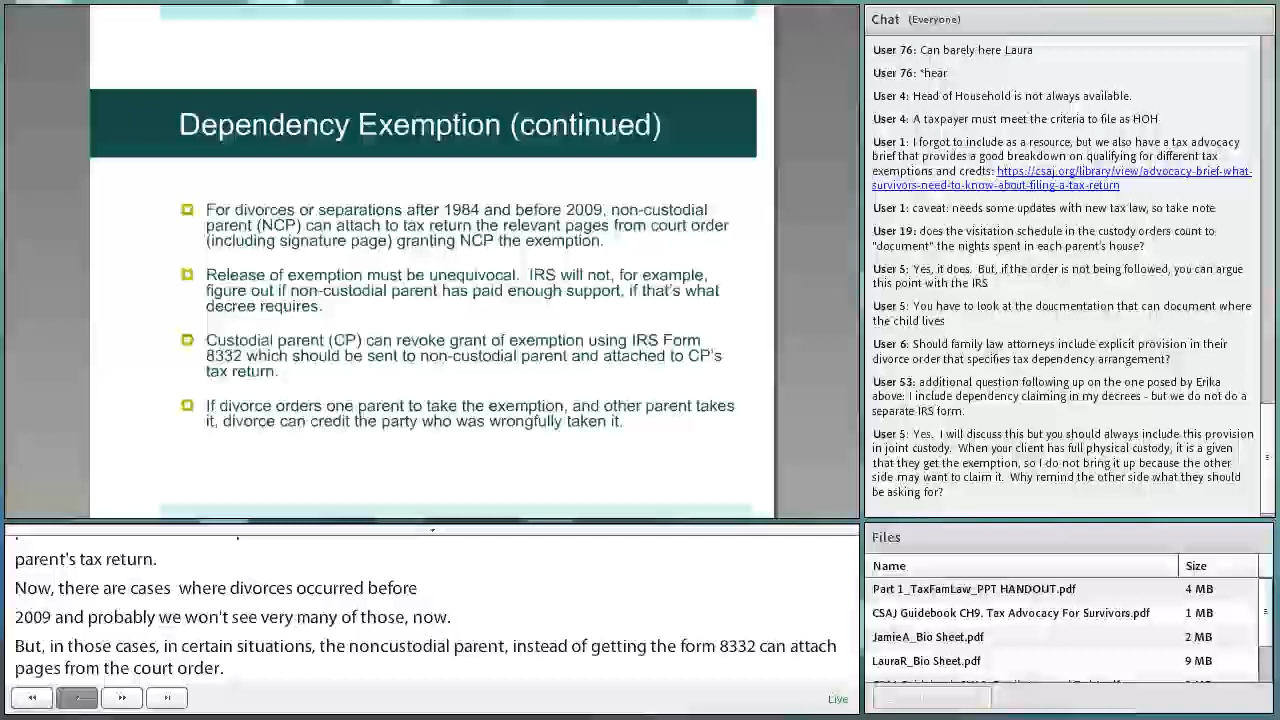 Dependency Exemption (continued)
For divorces or separations after 1984 and before 2009, non-custodial
parent (NCP) can attach to tax return the relevant pages from court order
(including signature page) granting NCP the exemption.
Release of exemption must be unequivocal. IRS will not, for example,
figure out if non-custodial parent has paid enough support, if that's what
decree requires.
Custodial parent (CP) can revoke grant of exemption using IRS Form
8332 which should be sent to non-custodial parent and attached to CP's
tax return.
If divorce orders one parent to take the exemption, and other parent takes
it, divorce can credit the party who was wrongfully taken it.
parent's tax return.
Now, there are cases where divorces occurred before
2009 and probably we won't see very many of those, now.
But, in those cases, in certain situations, the noncustodial parent, instead of getting the form 8332 can attach
pages from the court order.
Live
Chat (Everyone)
User 76: Can barely here Laura
User 76: *hear
User 4: Head of Household is not always available.
User 4: A taxpayer must meet the criteria to file as HOH
User 1: I forgot to include as a resource, but we also have a tax advocacy
brief that provides a good breakdown on qualifying for different tax
exemptions and credits: https://csaj.org/library/view/advocacy-brief-what-
survivors-need-to-know-about-filing-a-tax-return
User 1: caveat: needs some updates with new tax law, so take note
User 19: does the visitation schedule in the custody orders count to
"document" the nights spent in each parent's house?
User 5: Yes, it does. But, if the order is not being followed, you can argue
this point with the IRS
User 5: You have to look at the doucmentation that can document where
the child lives
User 6: Should family law attorneys include explicit provision in their
divorce order that specifies tax dependency arrangement?
User 53: additional question following up on the one posed by Erika
above: I include dependency claiming in my decrees - but we do not do a
separate IRS form.
User 5: Yes. I will discuss this but you should always include this provision
in joint custody. When your client has full physical custody, it is a given
that they get the exemption, so I do not bring it up because the other
side may want to claim it. Why remind the other side what they should
be asking for?
Files
Name Size
Part 1_TaxFamLaw_PPT HANDOUT.pdf 4 MB
CSAJ Guidebook CH9. Tax Advocacy For Survivors.pdf 1 MB
JamieA_Bio Sheet.pdf 2 MB
LauraR_Bio Sheet.pdf 9 MB